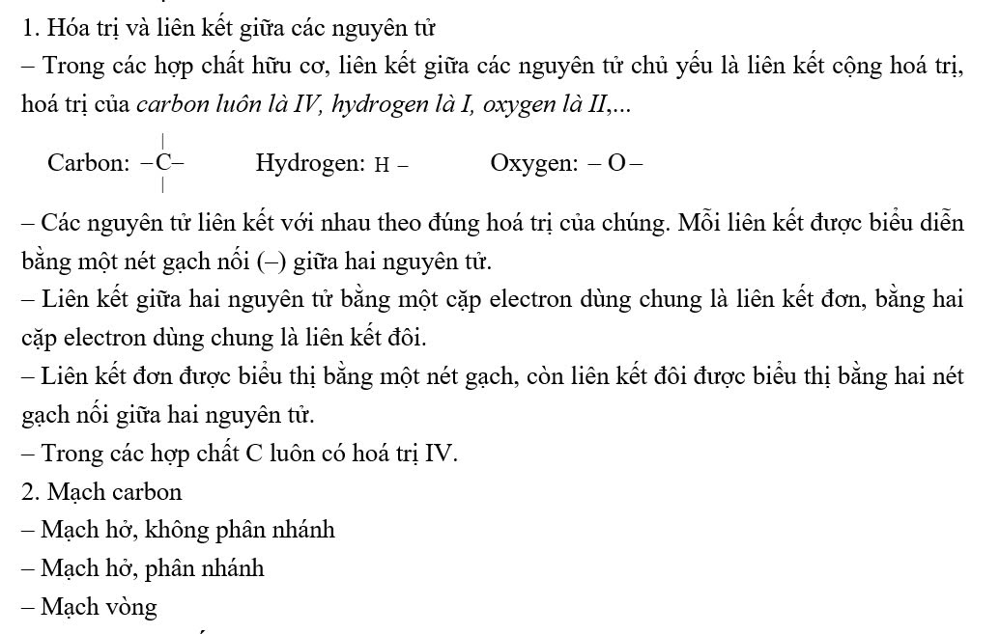 1. Hóa trị và liên kết giữa các nguyên tử
– Trong các hợp chất hữu cơ, liên kết giữa các nguyên tử chủ yếu là liên kết cộng hoá trị,
hoá trị của carbon luôn là IV, hydrogen là I, oxygen là II,...
|
Carbon: –C– Hydrogen: H – Oxygen: – O –
|
– Các nguyên tử liên kết với nhau theo đúng hoá trị của chúng. Mỗi liên kết được biểu diễn
bằng một nét gạch nối (–) giữa hai nguyên tử.
– Liên kết giữa hai nguyên tử bằng một cặp electron dùng chung là liên kết đơn, bằng hai
cặp electron dùng chung là liên kết đôi.
– Liên kết đơn được biểu thị bằng một nét gạch, còn liên kết đôi được biểu thị bằng hai nét
gạch nối giữa hai nguyên tử.
– Trong các hợp chất C luôn có hoá trị IV.
2. Mạch carbon
– Mạch hở, không phân nhánh
– Mạch hở, phân nhánh
– Mạch vòng